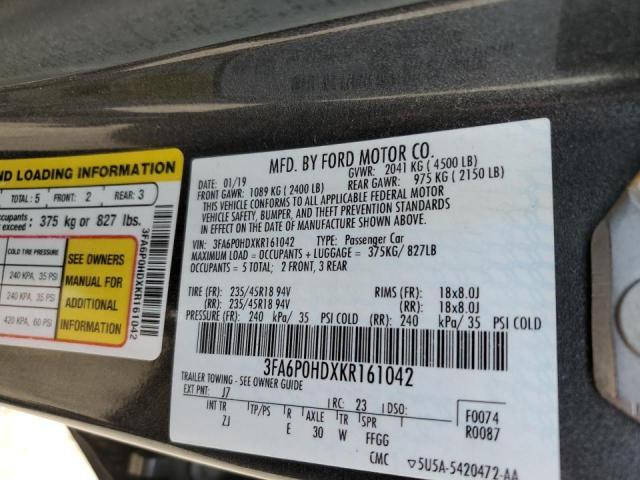 ND LOADING INFORMATION
TOTAL : 5 FRONT: 2 REAR: 3
occupants exceed: 375 kg or 827 lbs.
COLD TIRE PRESSURE
240 KPA, 35 PSI
240 KPA, 35 PSI
420 KPA, 60 PSI
SEE OWNERS
MANUAL FOR
ADDITIONAL
INFORMATION
3FA6P0HDXKR161042
MFD. BY FORD MOTOR CO.
DATE: 01/19 GVWR: 2041 KG ( 4500 LB)
FRONT GAWR: 1089 KG ( 2400 LB) REAR GAWR: 975 KG ( 2150 LB)
THIS VEHICLE CONFORMS TO ALL APPLICABLE FEDERAL MOTOR
VEHICLE SAFETY, BUMPER, AND THEFT PREVENTION STANDARDS IN
EFFECT ON THE DATE OF MANUFACTURE SHOWN ABOVE.
VIN: 3FA6P0HDXKR161042 TYPE: Passenger Car
MAXIMUM LOAD = OCCUPANTS + LUGGAGE = 375KG/ 827LB
OCCUPANTS = 5 TOTAL; 2 FRONT, 3 REAR
TIRE (FR): 235/45R18 94V RIMS (FR): 18x8.0J
(RR): 235/45R18 94V (RR): 18x8.0J
PRESSURE (FR): 240 kPa/ 35 PSI COLD (RR): 240 kPa/ 35 PSI COLD
3FA6P0HDXKR161042
TRAILER TOWING - SEE OWNER GUIDE
EXT PNT: J7 RC: 23 DSO: F0074
INT TR TP/PS R AXLE TR SPR R0087
ZJ E 30 W FFGG
CMC 5U5A-5420472-AA